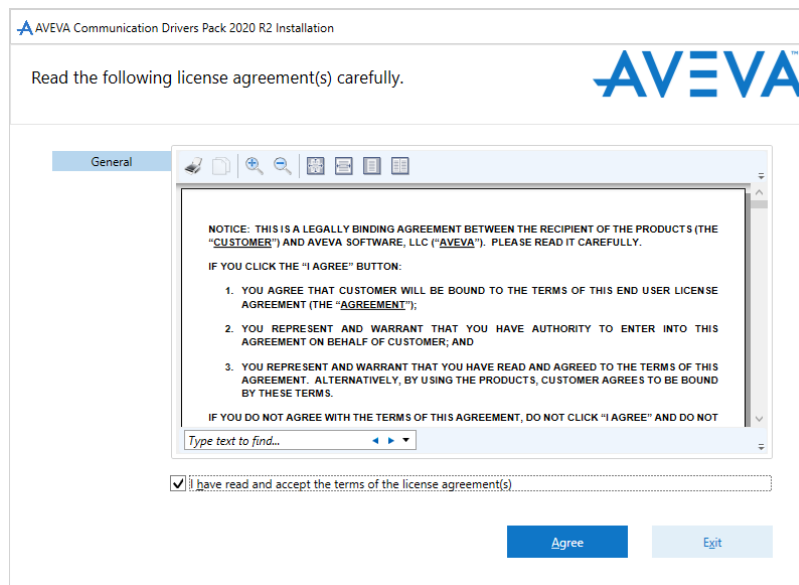 AVEVA Communication Drivers Pack 2020 R2 Installation
Read the following license agreement(s) carefully.
AVEVA™
General
NOTICE: THIS IS A LEGALLY BINDING AGREEMENT BETWEEN THE RECIPIENT OF THE PRODUCTS (THE
“CUSTOMER”) AND AVEVA SOFTWARE, LLC (“AVEVA”). PLEASE READ IT CAREFULLY.
IF YOU CLICK THE “I AGREE” BUTTON:
1. YOU AGREE THAT CUSTOMER WILL BE BOUND TO THE TERMS OF THIS END USER LICENSE
AGREEMENT (THE “AGREEMENT”);
2. YOU REPRESENT AND WARRANT THAT YOU HAVE AUTHORITY TO ENTER INTO THIS
AGREEMENT ON BEHALF OF CUSTOMER; AND
3. YOU REPRESENT AND WARRANT THAT YOU HAVE READ AND AGREED TO THE TERMS OF THIS
AGREEMENT. ALTERNATIVELY, BY USING THE PRODUCTS, CUSTOMER AGREES TO BE BOUND
BY THESE TERMS.
IF YOU DO NOT AGREE WITH THE TERMS OF THIS AGREEMENT, DO NOT CLICK “I AGREE” AND DO NOT
Type text to find...
I have read and accept the terms of the license agreement(s)
Agree
Exit